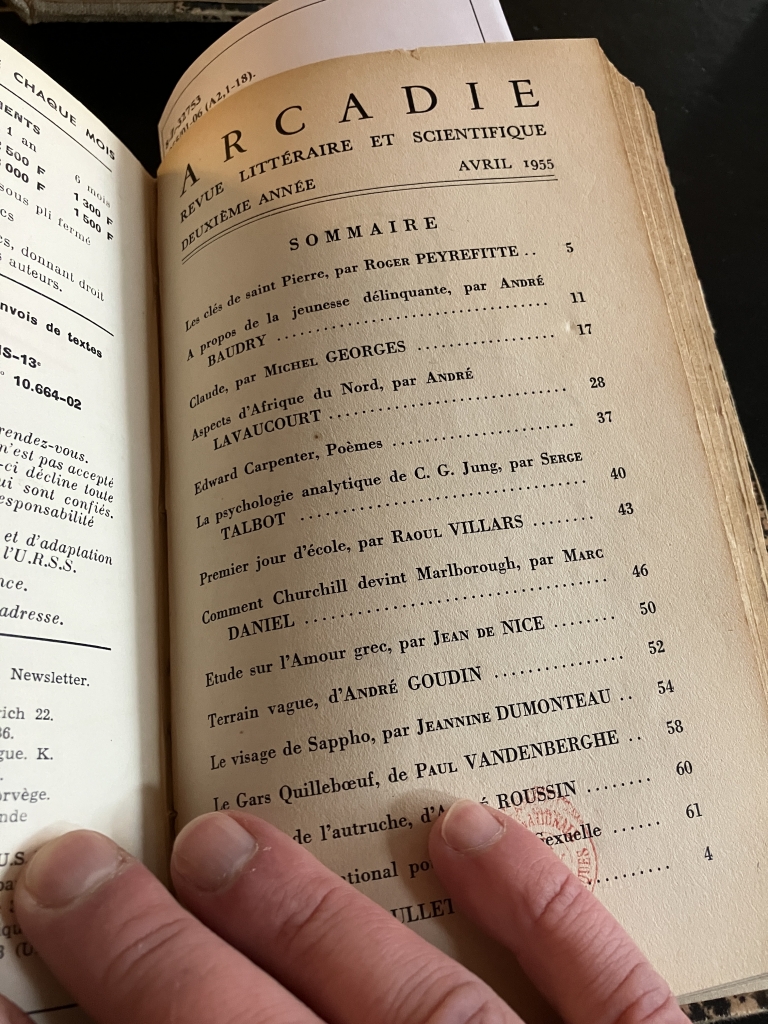 CHAQUE MOIS
1 an
6 mois
500 F
1 300 F
000 F
1 500 F
sous pli fermé
donnant droit
auteurs.
envois de textes
10.664-02
rendez-vous.
n'est pas accepté
-ci décline toute
ui sont confiés.
esponsabilité
et d'adaptation
l'U.R.S.S.
adresse.
Newsletter.
rich 22.
gue. K.
orvège.
ARCADIE
REVUE LITTÉRAIRE ET SCIENTIFIQUE
DEUXIÈME ANNÉE AVRIL 1955
SOMMAIRE
Les clés de saint Pierre, par ROGER PEYREFITTE .. 5
A propos de la jeunesse délinquante, par ANDRÉ
BAUDRY .......... 11
Claude, par MICHEL GEORGES .......... 17
Aspects d'Afrique du Nord, par ANDRÉ
LAVAUCOURT .......... 28
Edward Carpenter, Poèmes .......... 37
La psychologie analytique de C. G. Jung, par SERGE
TALBOT .......... 40
Premier jour d'école, par RAOUL VILLARS ........ 43
Comment Churchill devint Marlborough, par MARC
DANIEL .......... 46
Etude sur l'Amour grec, par JEAN DE NICE ........ 50
Terrain vague, d'ANDRÉ GOUDIN .......... 52
Le visage de Sappho, par JEANNINE DUMONTEAU .. 54
Le Gars Quillebœuf, de PAUL VANDENBERGHE .. 58
de l'autruche, ROUSSIN ........ 60
...... 61
.......... 4